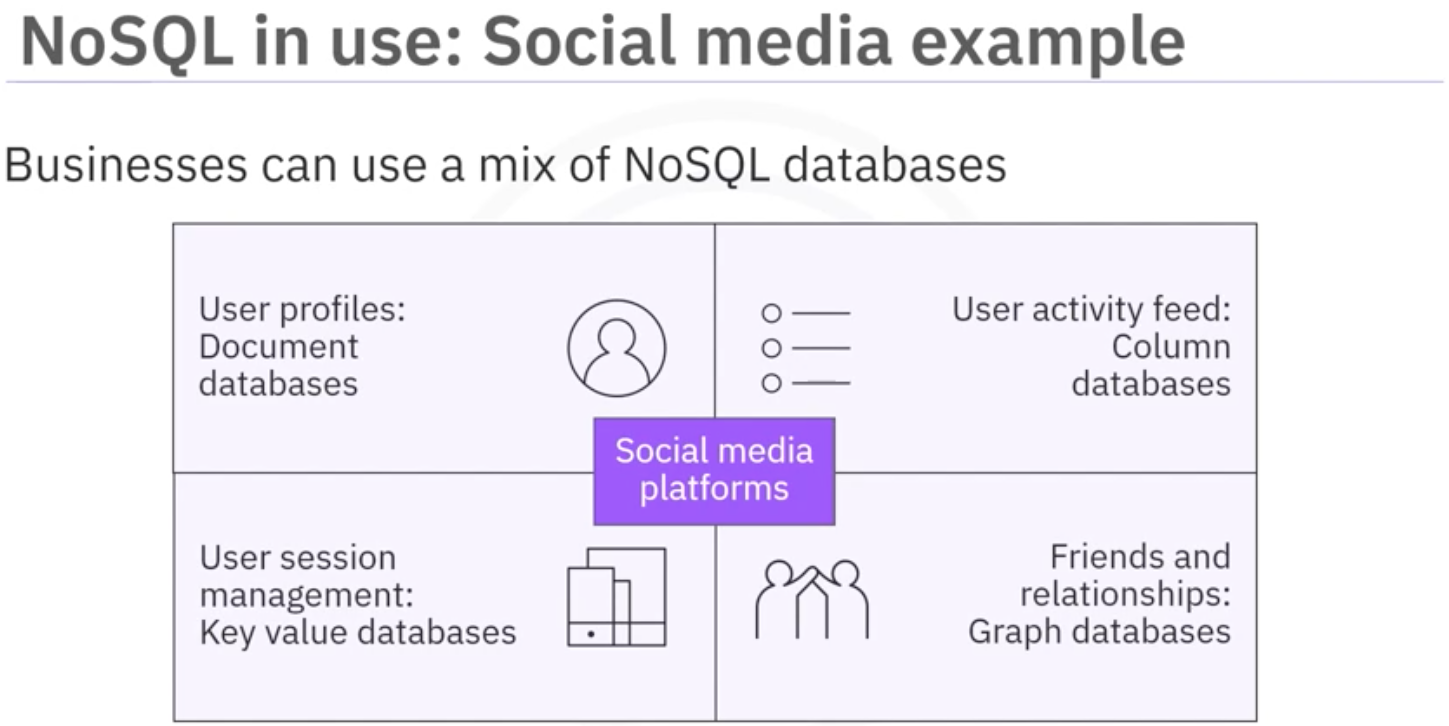 NoSQL in use: Social media example
Businesses can use a mix of NoSQL databases
User profiles:
Document
databases
User activity feed:
Column
databases
Social media
platforms
User session
management:
Key value databases
Friends and
relationships:
Graph databases